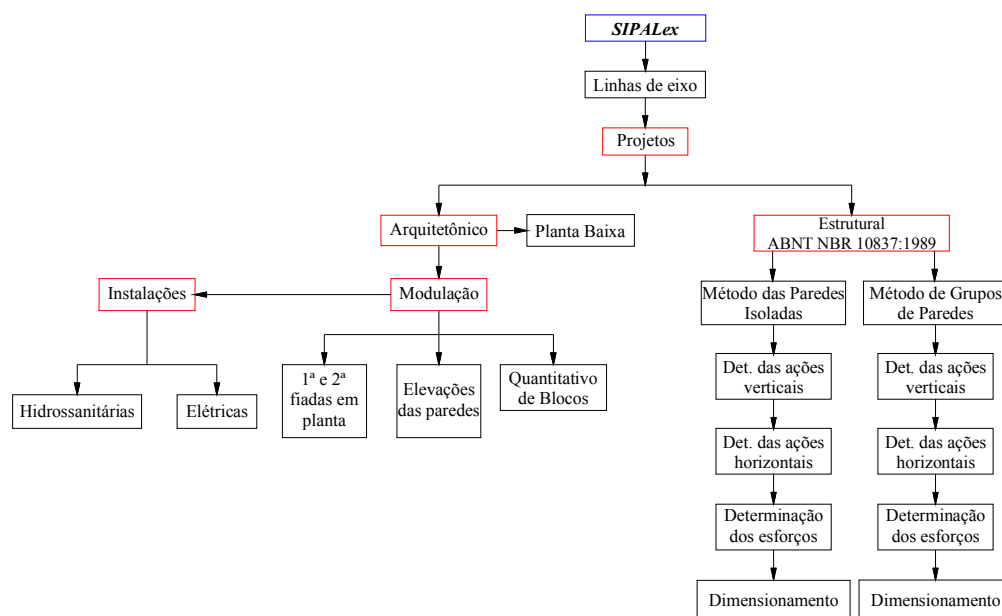 SIPALex
Linhas de eixo
Projetos
Arquitetônico
Planta Baixa
Estrutural
ABNT NBR 10837:1989
Instalações
Modulação
Método das Paredes
Isoladas
Método de Grupos
de Paredes
Hidrossanitárias
Elétricas
1ª e 2ª
fiadas em
planta
Elevações
das paredes
Quantitativo
de Blocos
Det. das ações
verticais
Det. das ações
verticais
Det. das ações
horizontais
Det. das ações
horizontais
Determinação
dos esforços
Determinação
dos esforços
Dimensionamento
Dimensionamento